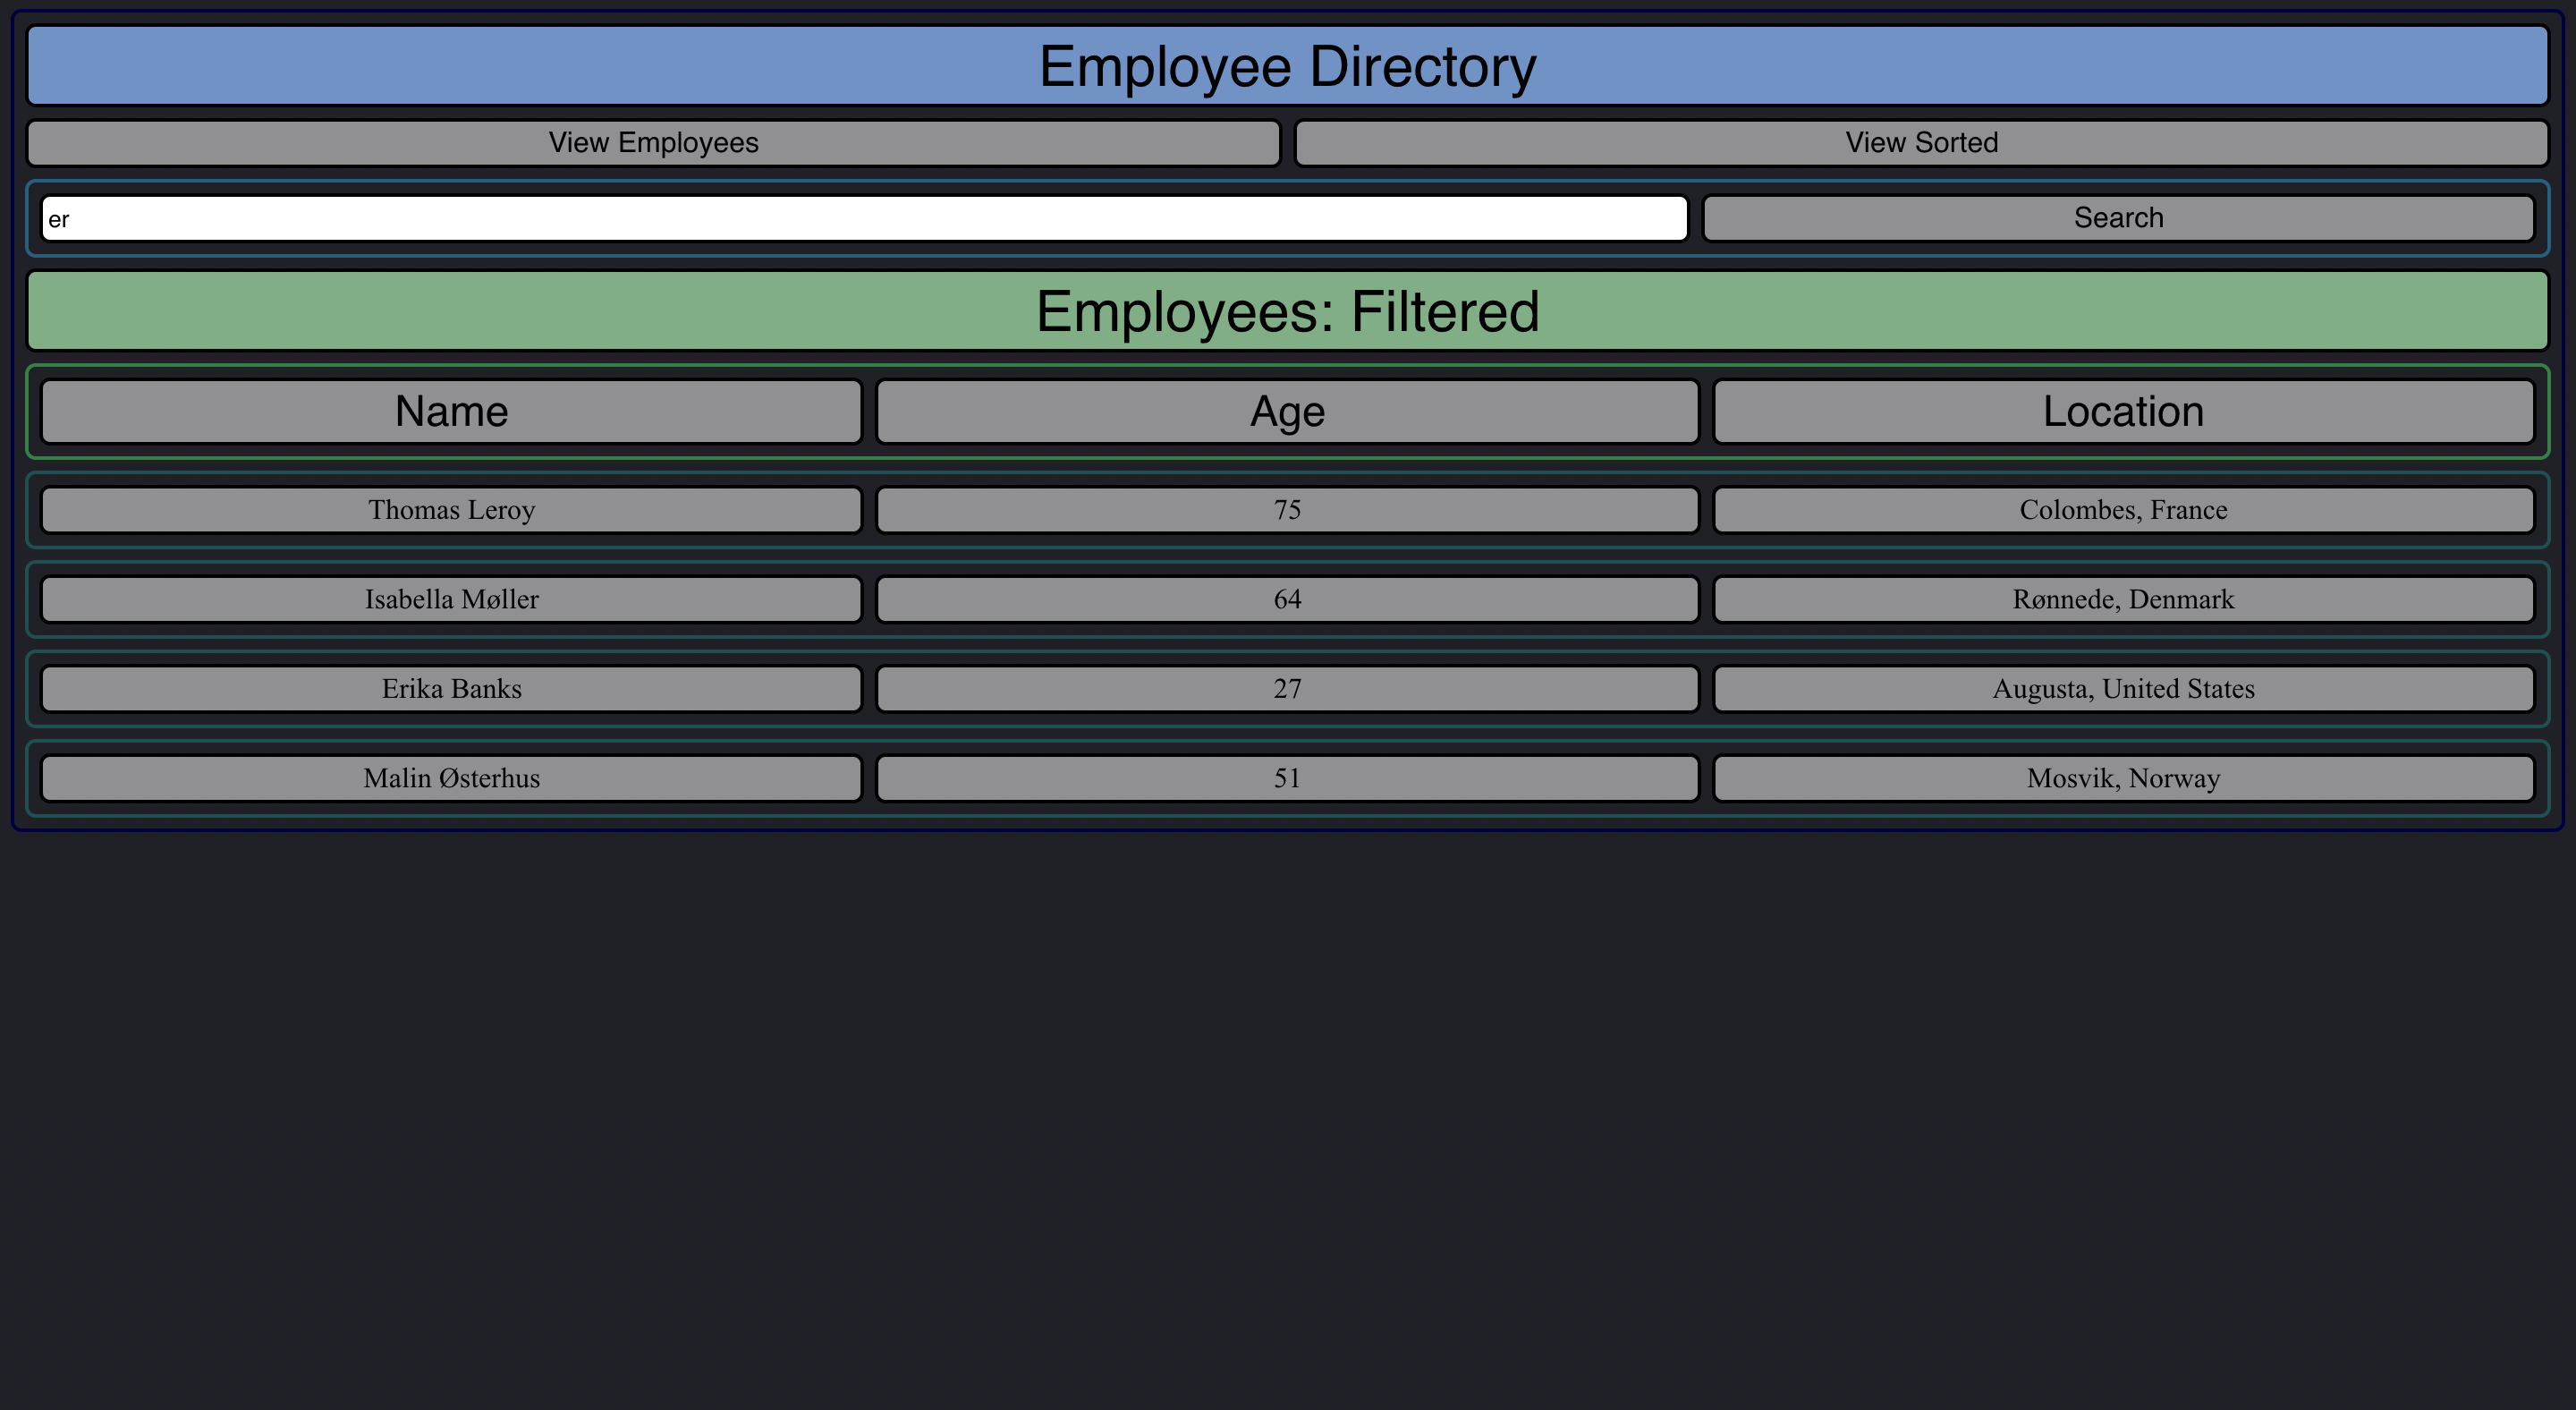 Employee Directory
View Employees View Sorted
er Search
Employees: Filtered
Name Age Location
Thomas Leroy 75 Colombes, France
Isabella Møller 64 Rønnede, Denmark
Erika Banks 27 Augusta, United States
Malin Østerhus 51 Mosvik, Norway